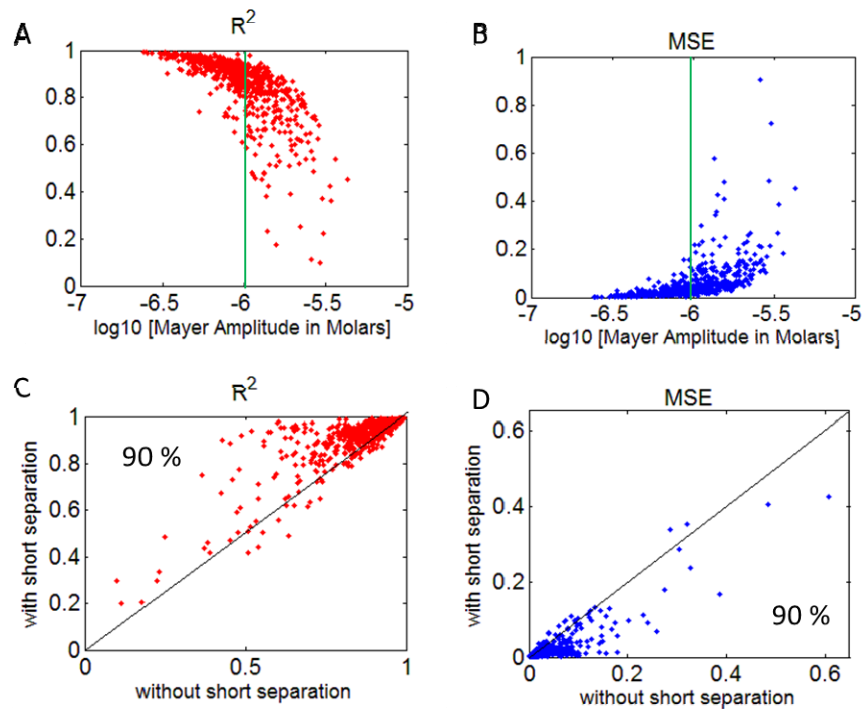 A
R2
1
0.8
0.6
0.4
0.2
0
-7 -6.5 -6 -5.5 -5
log10 [Mayer Amplitude in Molars]
B
MSE
1
0.8
0.6
0.4
0.2
0
-7 -6.5 -6 -5.5 -5
log10 [Mayer Amplitude in Molars]
C
R2
with short separation
1
0.8
0.6
0.4
0.2
0
90 %
0 0.5 1
without short separation
D
MSE
with short separation
0.6
0.4
0.2
0
90 %
0 0.2 0.4 0.6
without short separation